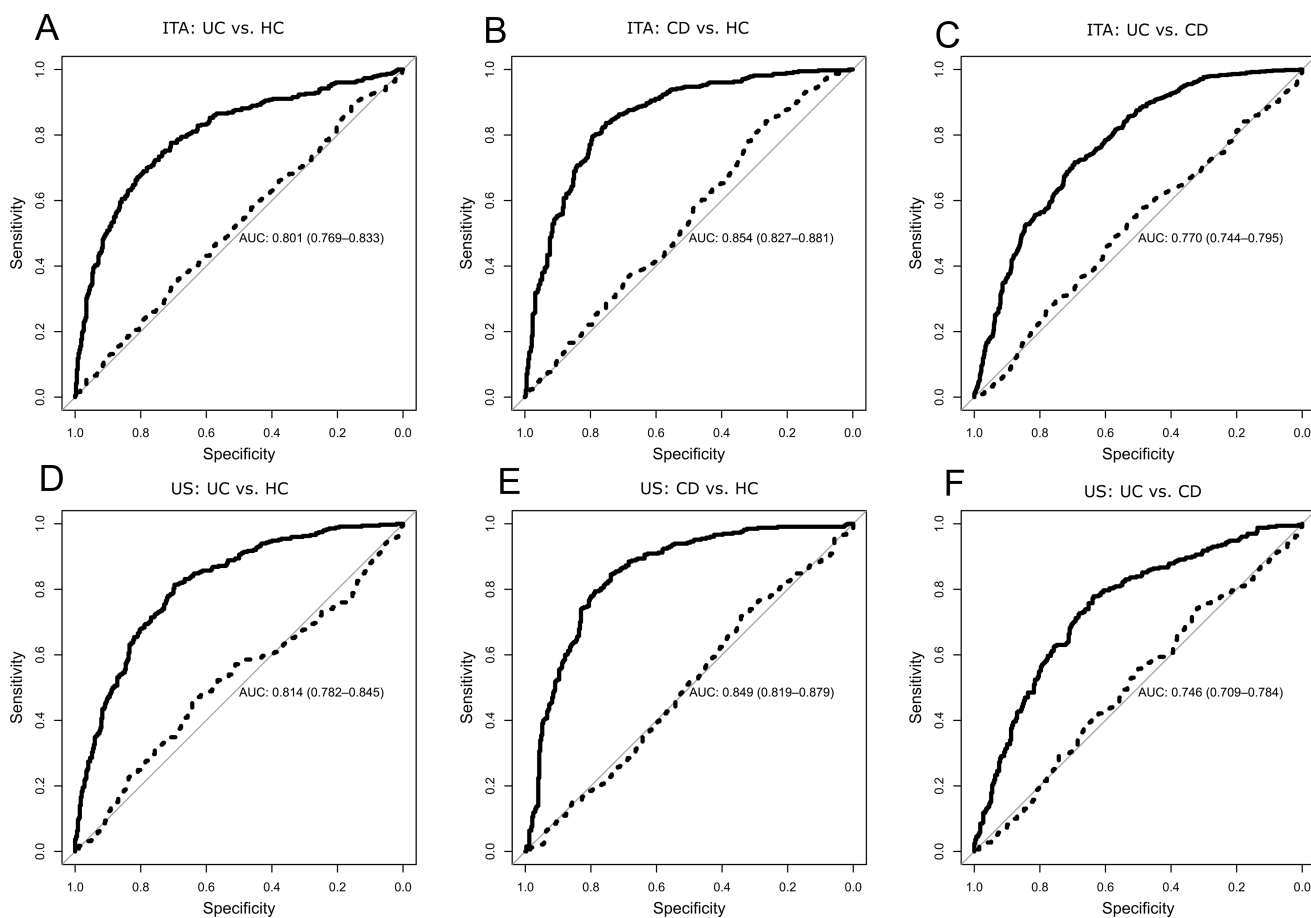 A
ITA: UC vs. HC
1.0
0.8
0.6
0.4
0.2
0.0
Sensitivity
AUC: 0.801 (0.769–0.833)
1.0 0.8 0.6 0.4 0.2 0.0
Specificity
B
ITA: CD vs. HC
1.0
0.8
0.6
0.4
0.2
0.0
Sensitivity
AUC: 0.854 (0.827–0.881)
1.0 0.8 0.6 0.4 0.2 0.0
Specificity
C
ITA: UC vs. CD
1.0
0.8
0.6
0.4
0.2
0.0
Sensitivity
AUC: 0.770 (0.744–0.795)
1.0 0.8 0.6 0.4 0.2 0.0
Specificity
D
US: UC vs. HC
1.0
0.8
0.6
0.4
0.2
0.0
Sensitivity
AUC: 0.814 (0.782–0.845)
1.0 0.8 0.6 0.4 0.2 0.0
Specificity
E
US: CD vs. HC
1.0
0.8
0.6
0.4
0.2
0.0
Sensitivity
AUC: 0.849 (0.819–0.879)
1.0 0.8 0.6 0.4 0.2 0.0
Specificity
F
US: UC vs. CD
1.0
0.8
0.6
0.4
0.2
0.0
Sensitivity
AUC: 0.746 (0.709–0.784)
1.0 0.8 0.6 0.4 0.2 0.0
Specificity